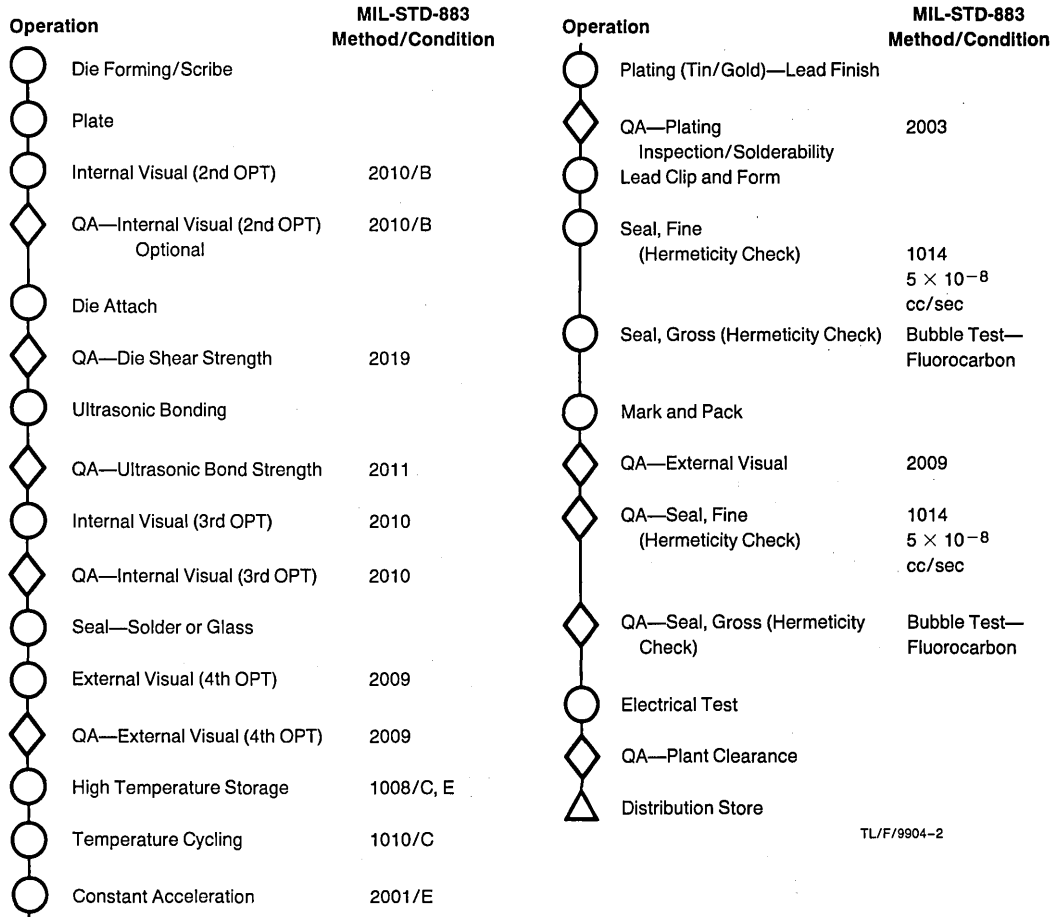 Operation
MIL-STD-883
Method/Condition
Die Forming/Scribe
Plate
Internal Visual (2nd OPT) 2010/B
QA—Internal Visual (2nd OPT) 2010/B
Optional
Die Attach
QA—Die Shear Strength 2019
Ultrasonic Bonding
QA—Ultrasonic Bond Strength 2011
Internal Visual (3rd OPT) 2010
QA—Internal Visual (3rd OPT) 2010
Seal—Solder or Glass
External Visual (4th OPT) 2009
QA—External Visual (4th OPT) 2009
High Temperature Storage 1008/C, E
Temperature Cycling 1010/C
Constant Acceleration 2001/E
Operation
MIL-STD-883
Method/Condition
Plating (Tin/Gold)—Lead Finish
QA—Plating 2003
Inspection/Solderability
Lead Clip and Form
Seal, Fine
(Hermeticity Check) 1014
5 × 10−8
cc/sec
Seal, Gross (Hermeticity Check) Bubble Test—
Fluorocarbon
Mark and Pack
QA—External Visual 2009
QA—Seal, Fine 1014
(Hermeticity Check) 5 × 10−8
cc/sec
QA—Seal, Gross (Hermeticity Bubble Test—
Check) Fluorocarbon
Electrical Test
QA—Plant Clearance
Distribution Store
TL/F/9904–2